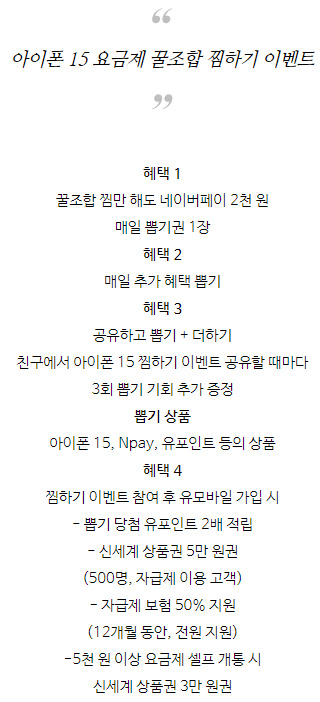 “
아이폰 15 요금제 꿀조합 찜하기 이벤트
”
혜택 1
꿀조합 찜만 해도 네이버페이 2천 원
매일 뽑기권 1장
혜택 2
매일 추가 혜택 뽑기
혜택 3
공유하고 뽑기 + 더하기
친구에서 아이폰 15 찜하기 이벤트 공유할 때마다
3회 뽑기 기회 추가 증정
뽑기 상품
아이폰 15, Npay, 유포인트 등의 상품
혜택 4
찜하기 이벤트 참여 후 유모바일 가입 시
- 뽑기 당첨 유포인트 2배 적립
- 신세계 상품권 5만 원권
(500명, 자급제 이용 고객)
- 자급제 보험 50% 지원
(12개월 동안, 전원 지원)
-5천 원 이상 요금제 셀프 개통 시
신세계 상품권 3만 원권